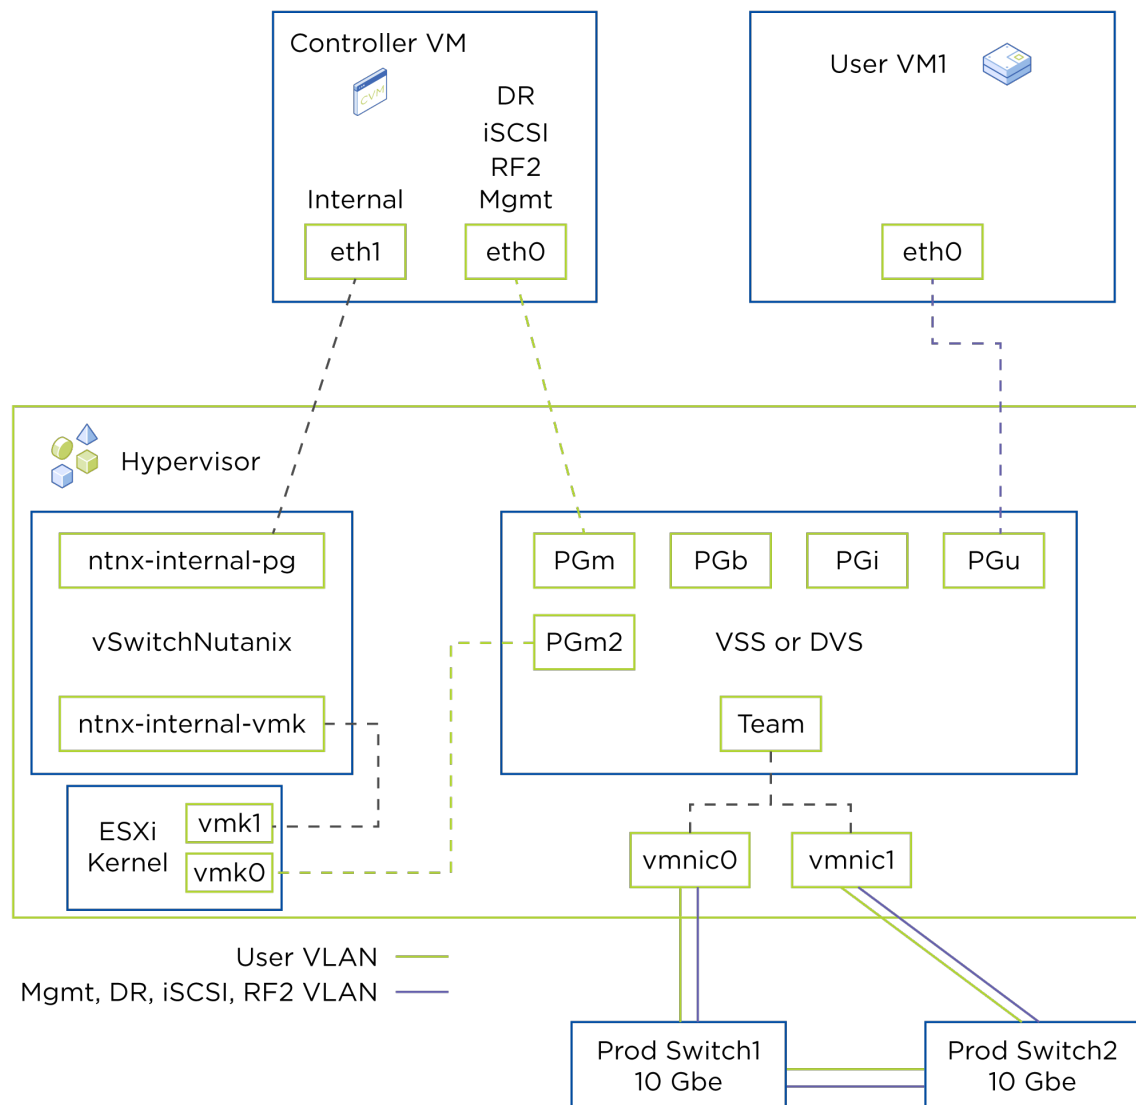 Controller VM
CVM
DR
iSCSI
RF2
Internal
Mgmt
eth1
eth0
User VM1
eth0
Hypervisor
ntnx-internal-pg
vSwitchNutanix
ntnx-internal-vmk
PGm
PGb
PGi
PGu
PGm2
VSS or DVS
Team
ESXi
Kernel
vmk1
vmk0
vmnic0
vmnic1
User VLAN
Mgmt, DR, iSCSI, RF2 VLAN
Prod Switch1
10 Gbe
Prod Switch2
10 Gbe